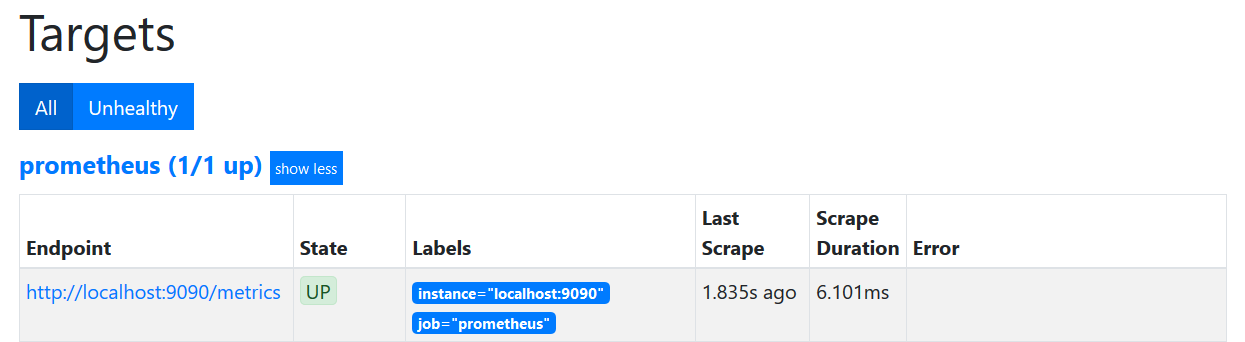 Targets
All Unhealthy
prometheus (1/1 up) show less
Endpoint State Labels Last Scrape Scrape Duration Error
http://localhost:9090/metrics UP instance="localhost:9090" 1.835s ago 6.101ms
job="prometheus"